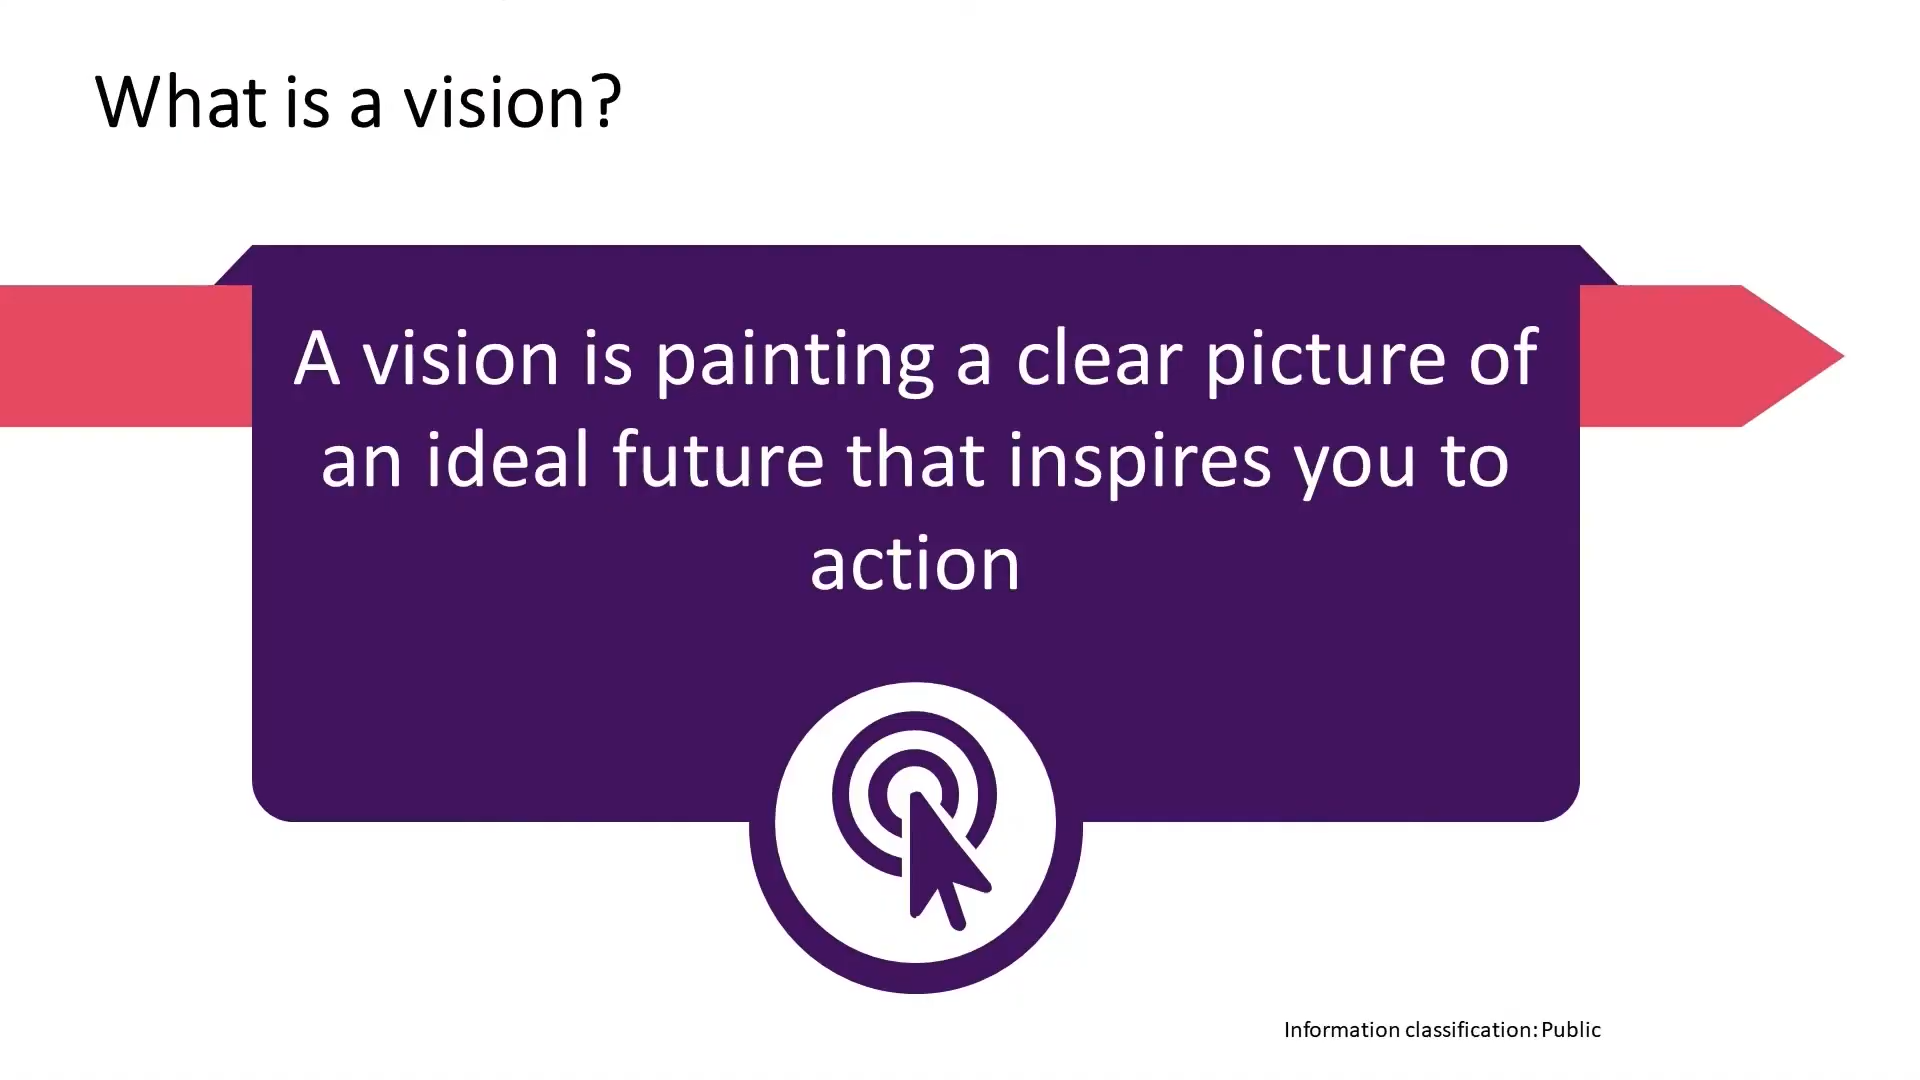 What is a vision?
A vision is painting a clear picture of
an ideal future that inspires you to
action
Information classification: Public